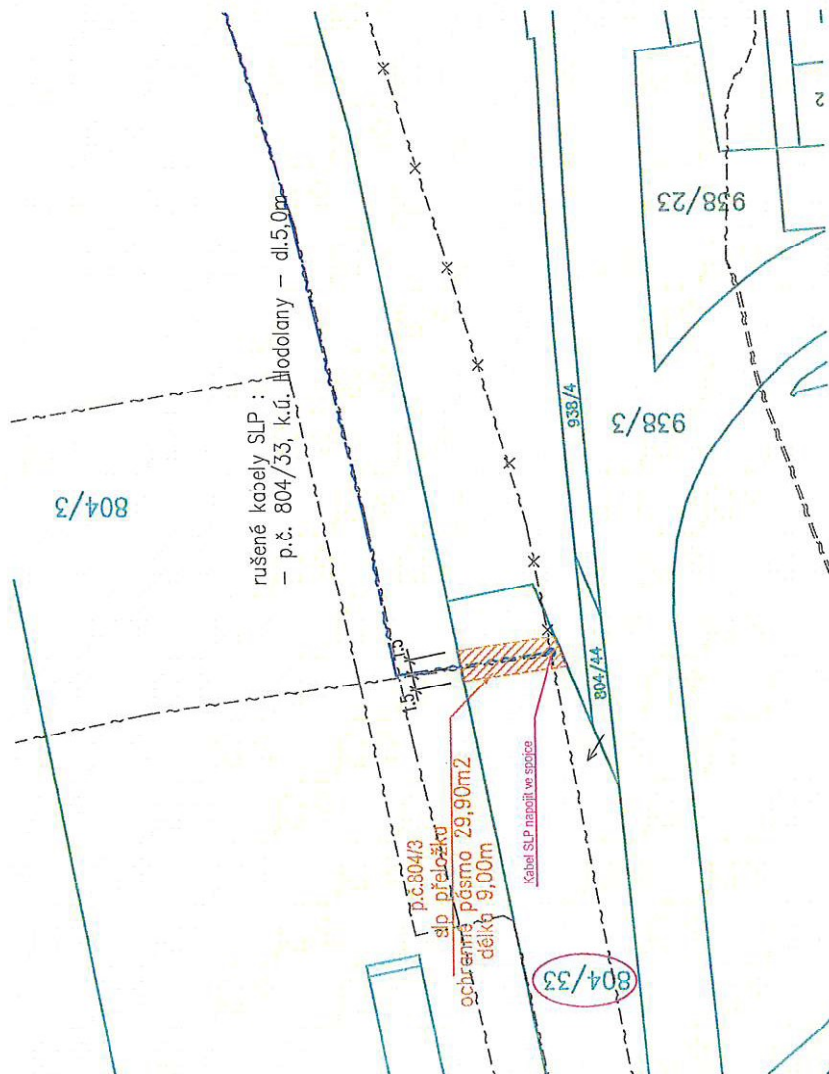 2
938/23
rušené kabely SLP :
– p.č. 804/33, k.ú. Hodolany – dl.5,0m
938/4
938/3
804/3
1.5
1.5
804/44
Kabel SLP napojit ve spojce
p.č.804/3
slp přeložku
ochranné pásmo 29,90m2
délka 9,00m
804/33